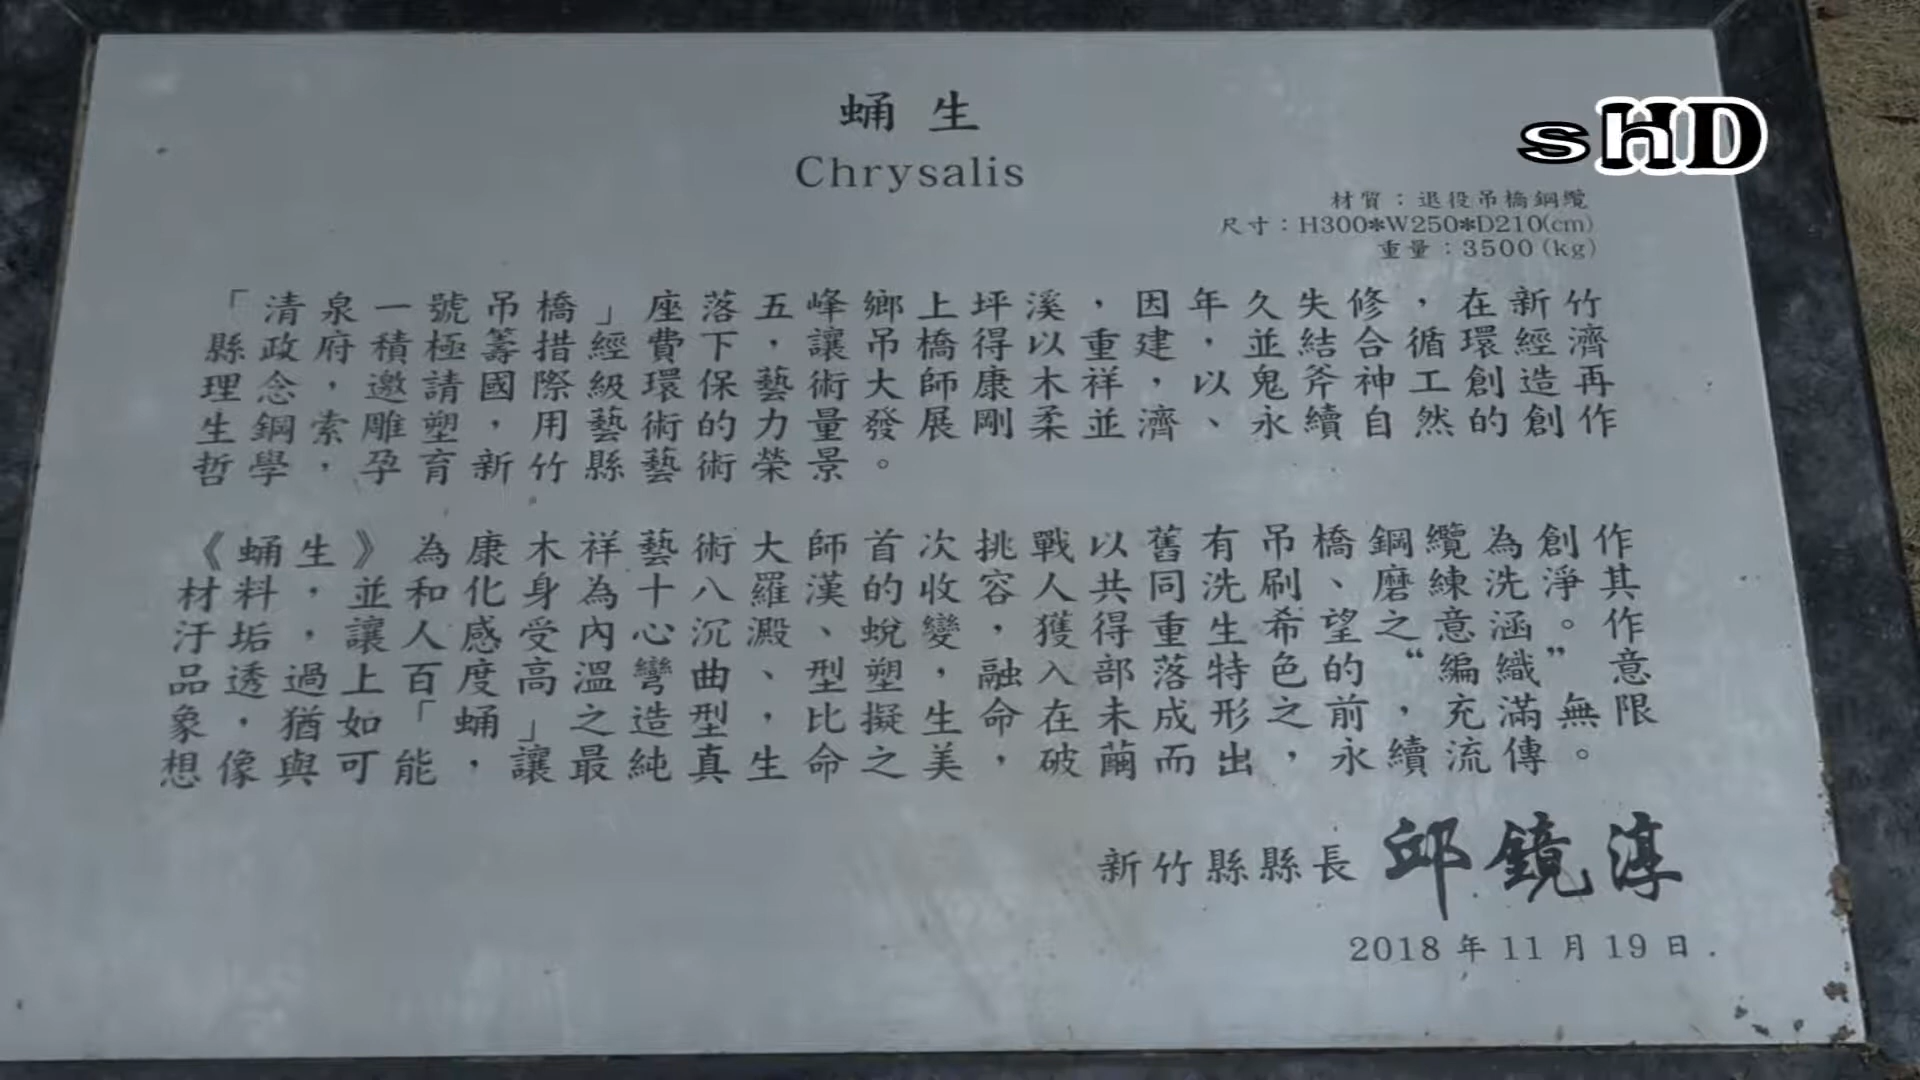 蛹生
Chrysalis
sHD
材質：退役吊橋鋼纜
尺寸：H300*W250*D210(cm)
重量：3500(kg)
「清泉一號吊橋」座落五峰鄉上坪溪，因年久失修，在新竹
縣政府積極籌措經費下，讓吊橋得以重建，並結合循環經濟
理念，邀請國際級環保藝術大師康木祥，以鬼斧神工創造再
生鋼索雕塑，用藝術的力量發展剛柔並濟、永續自然的創作
哲學，孕育新竹縣藝術榮景。
《蛹生》為康木祥藝術大師首次挑戰以舊有吊橋鋼纜為創作
材料，並和化身為十八羅漢的收容人共同洗刷、磨練洗淨其
汙垢，讓人感受內心沉澱、蛻變，獲得重生希望之意涵。作
品透過上百度高溫彎曲、型塑，融入部落特色的“編織”意
象，猶如「蛹」之造型，比擬生命在未成形之前，充滿無限
想像與可能，讓最純真生命之美，破繭而出，永續流傳。
新竹縣縣長 邱鏡淳
2018年11月19日